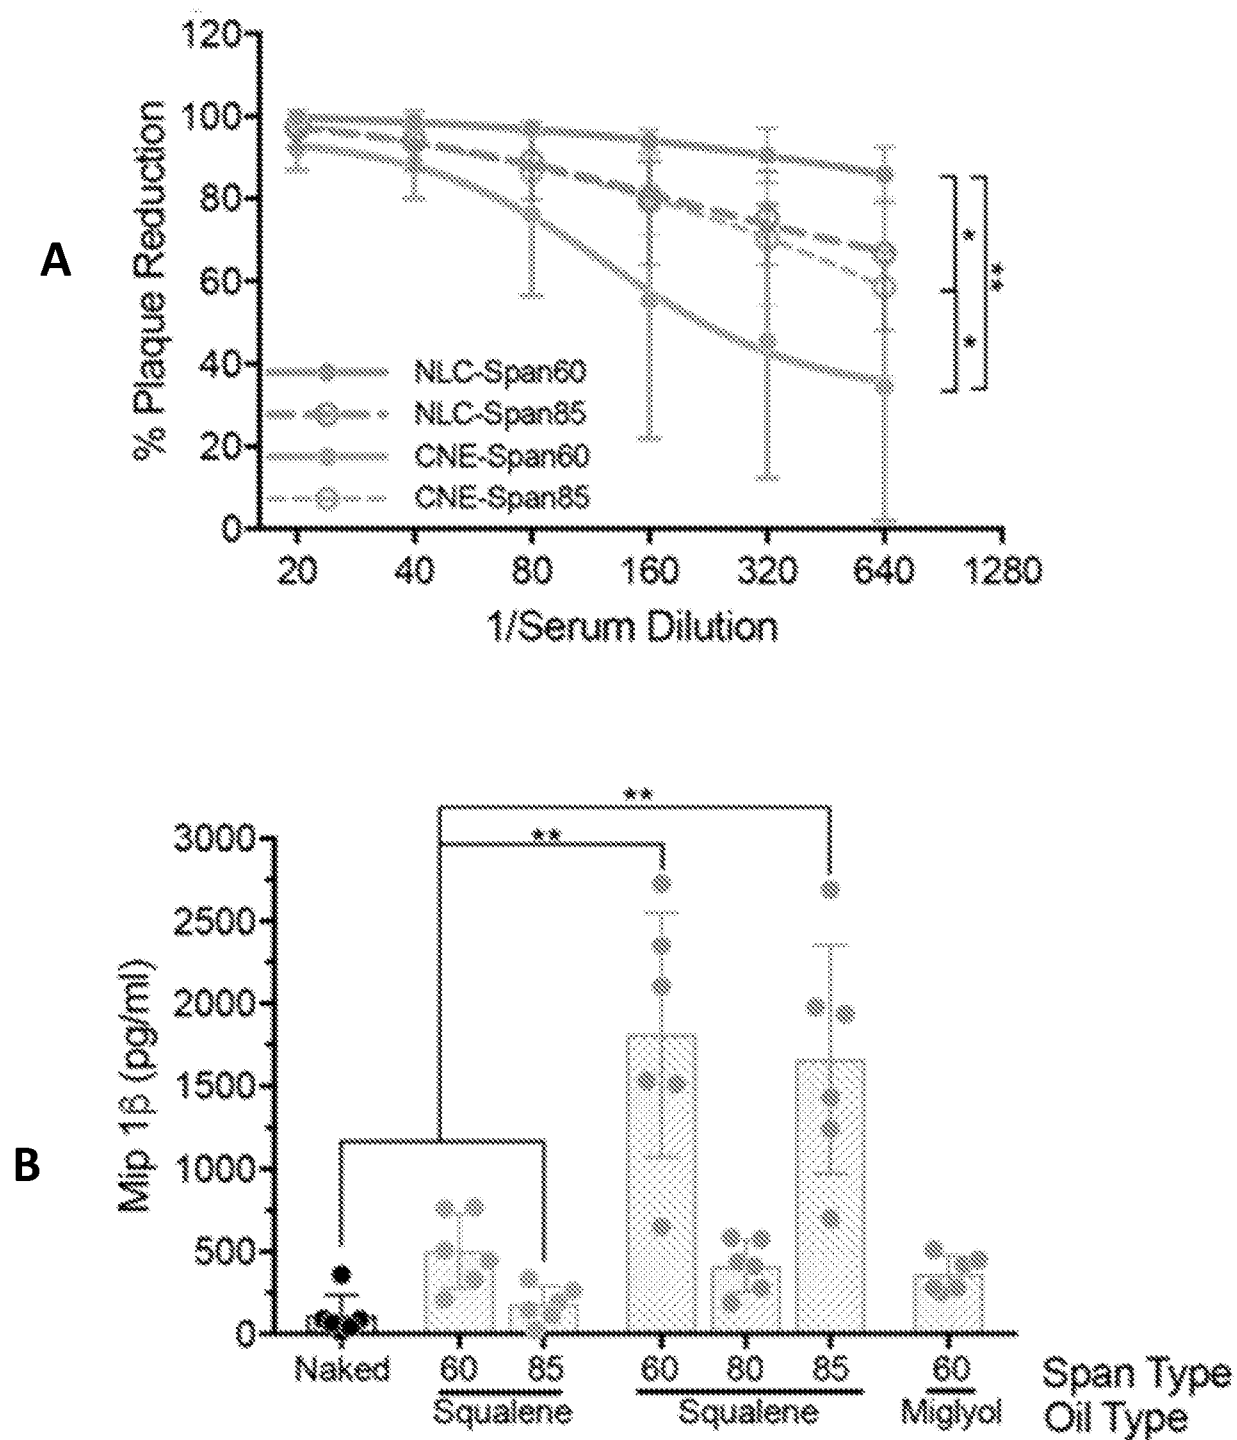 A
% Plaque Reduction
120
100
80
60
40
20
0
NLC-Span60
NLC-Span85
CNE-Span60
CNE-Span85
*
*
**
20 40 80 160 320 640 1280
1/Serum Dilution
B
Mip 1β (pg/ml)
**
**
3000
2500
2000
1500
1000
500
0
Naked 60 85 60 80 85 60 Span Type
Squalene Squalene Miglyol Oil Type